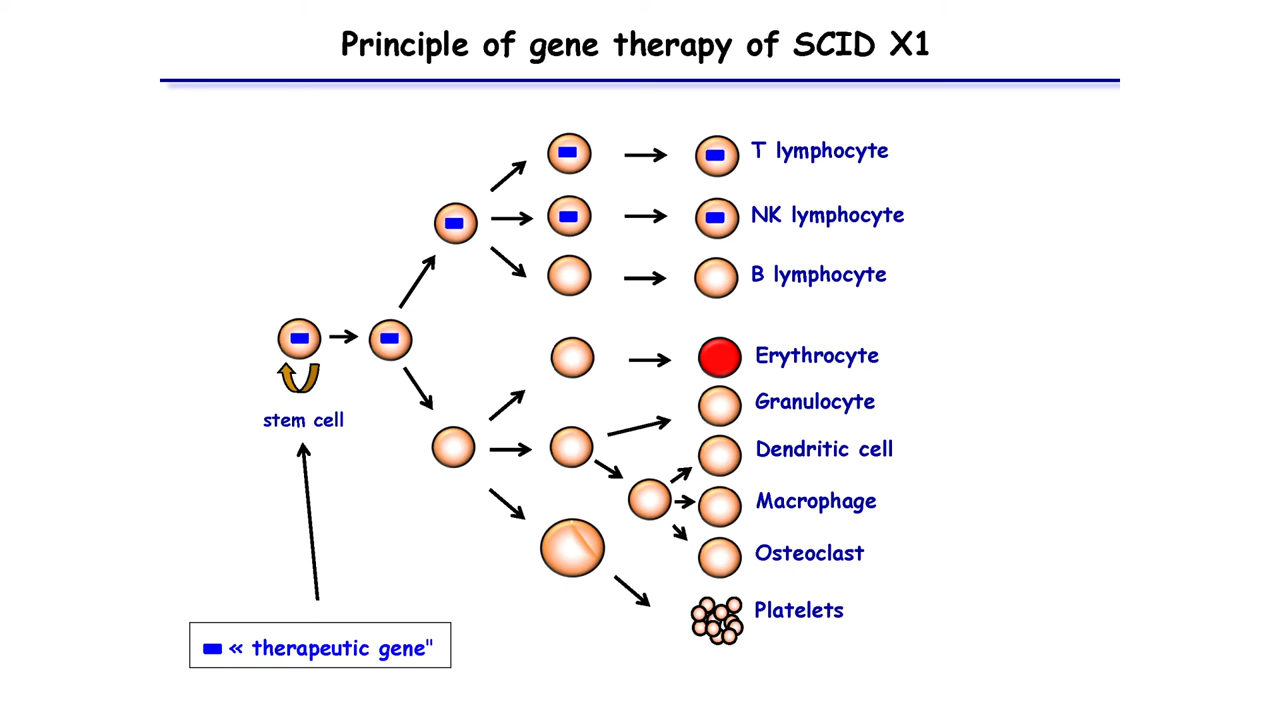 Principle of gene therapy of SCID X1
T lymphocyte
NK lymphocyte
B lymphocyte
Erythrocyte
Granulocyte
Dendritic cell
Macrophage
Osteoclast
Platelets
stem cell
« therapeutic gene"